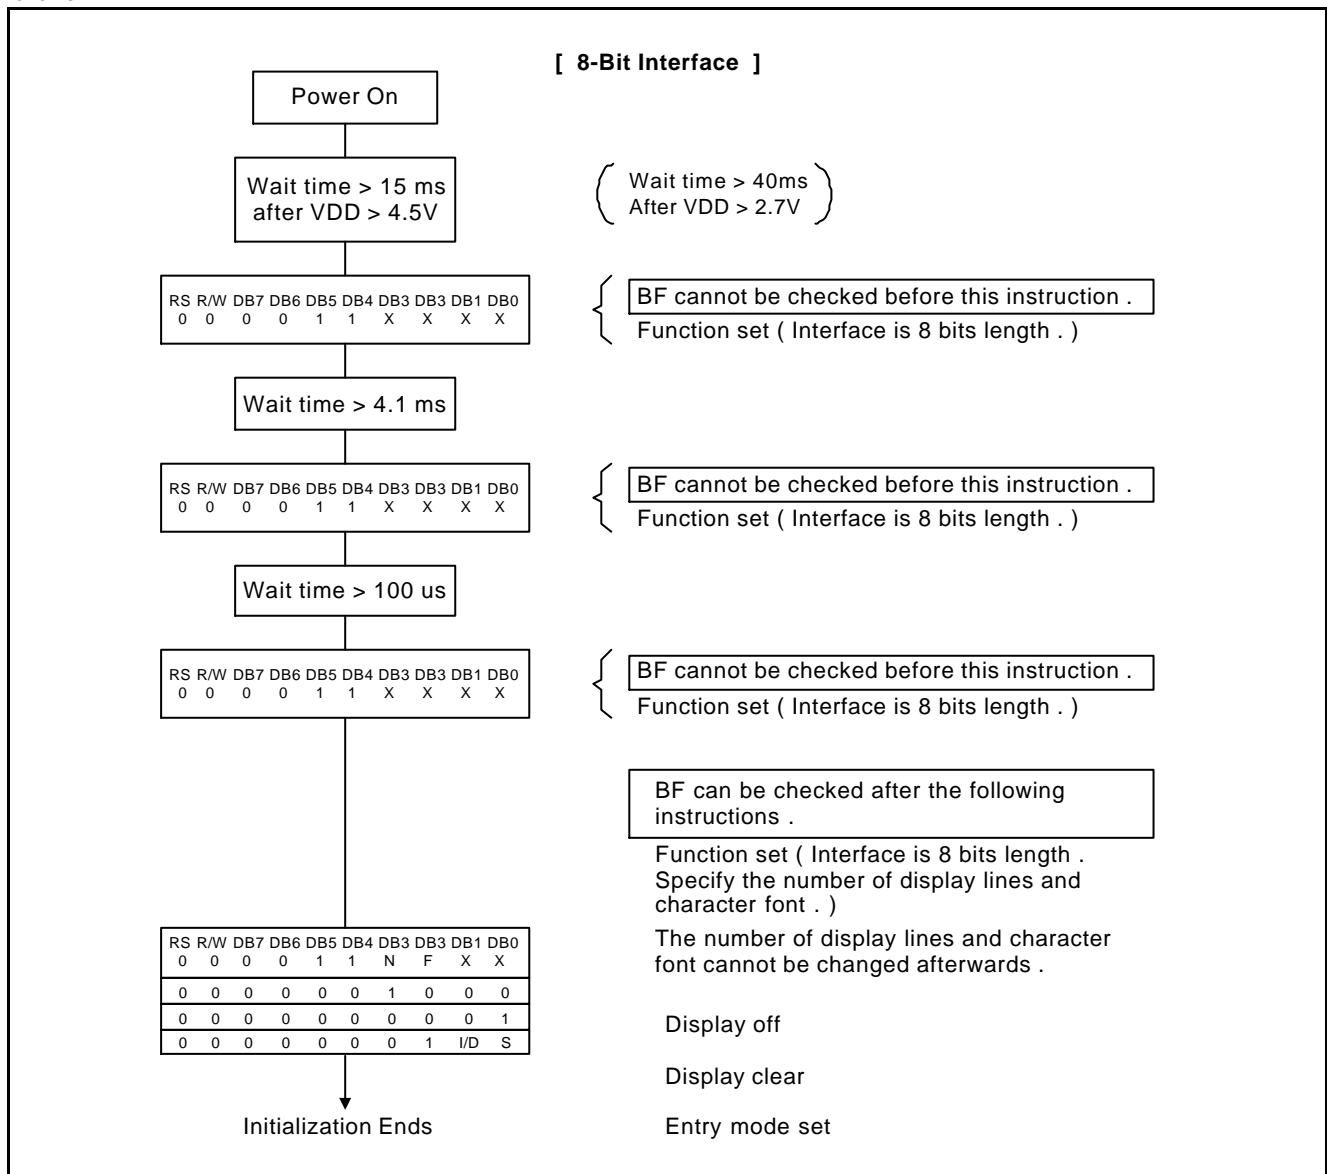 [ 8-Bit Interface ]
Power On
Wait time > 15 ms
after VDD > 4.5V
Wait time > 40ms
After VDD > 2.7V
RS R/W DB7 DB6 DB5 DB4 DB3 DB3 DB1 DB0
0 0 0 0 1 1 X X X X
BF cannot be checked before this instruction .
Function set ( Interface is 8 bits length . )
Wait time > 4.1 ms
RS R/W DB7 DB6 DB5 DB4 DB3 DB3 DB1 DB0
0 0 0 0 1 1 X X X X
BF cannot be checked before this instruction .
Function set ( Interface is 8 bits length . )
Wait time > 100 us
RS R/W DB7 DB6 DB5 DB4 DB3 DB3 DB1 DB0
0 0 0 0 1 1 X X X X
BF cannot be checked before this instruction .
Function set ( Interface is 8 bits length . )
BF can be checked after the following
instructions .
Function set ( Interface is 8 bits length .
Specify the number of display lines and
character font . )
RS R/W DB7 DB6 DB5 DB4 DB3 DB3 DB1 DB0
0 0 0 0 1 1 N F X X
0 0 0 0 0 0 1 0 0 0
0 0 0 0 0 0 0 0 0 1
0 0 0 0 0 0 0 1 I/D S
The number of display lines and character
font cannot be changed afterwards .
Display off
Display clear
Initialization Ends
Entry mode set